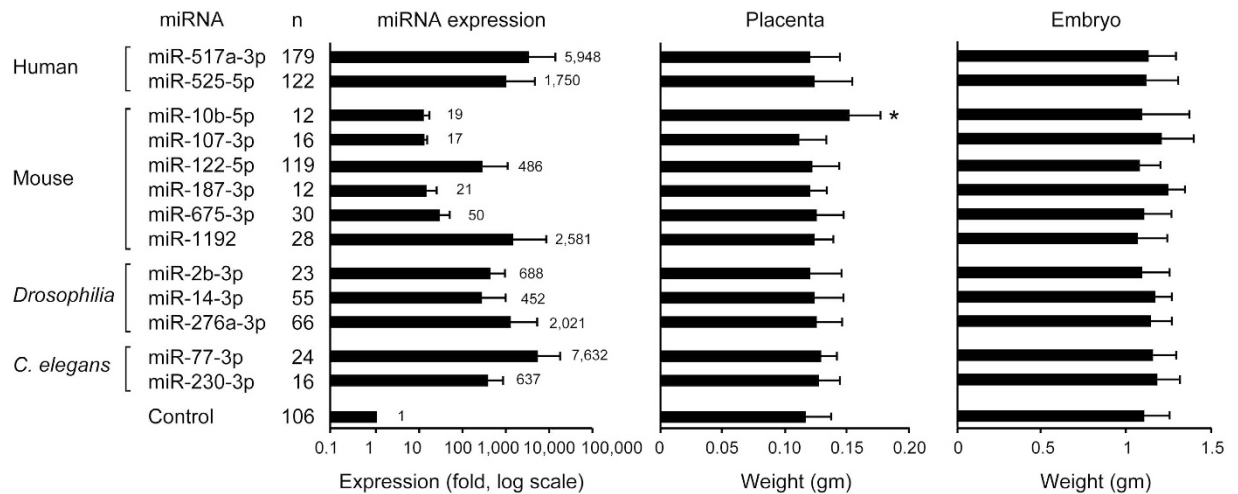 miRNA n miRNA expression Placenta Embryo
Human
miR-517a-3p 179 5,948
miR-525-5p 122 1,750
Mouse
miR-10b-5p 12 19 *
miR-107-3p 16 17
miR-122-5p 119 486
miR-187-3p 12 21
miR-675-3p 30 50
miR-1192 28 2,581
Drosophilia
miR-2b-3p 23 688
miR-14-3p 55 452
miR-276a-3p 66 2,021
C. elegans
miR-77-3p 24 7,632
miR-230-3p 16 637
Control 106 1
0.1 1 10 100 1,000 10,000 100,000 0 0.05 0.10 0.15 0.20 0 0.5 1 1.5
Expression (fold, log scale) Weight (gm) Weight (gm)